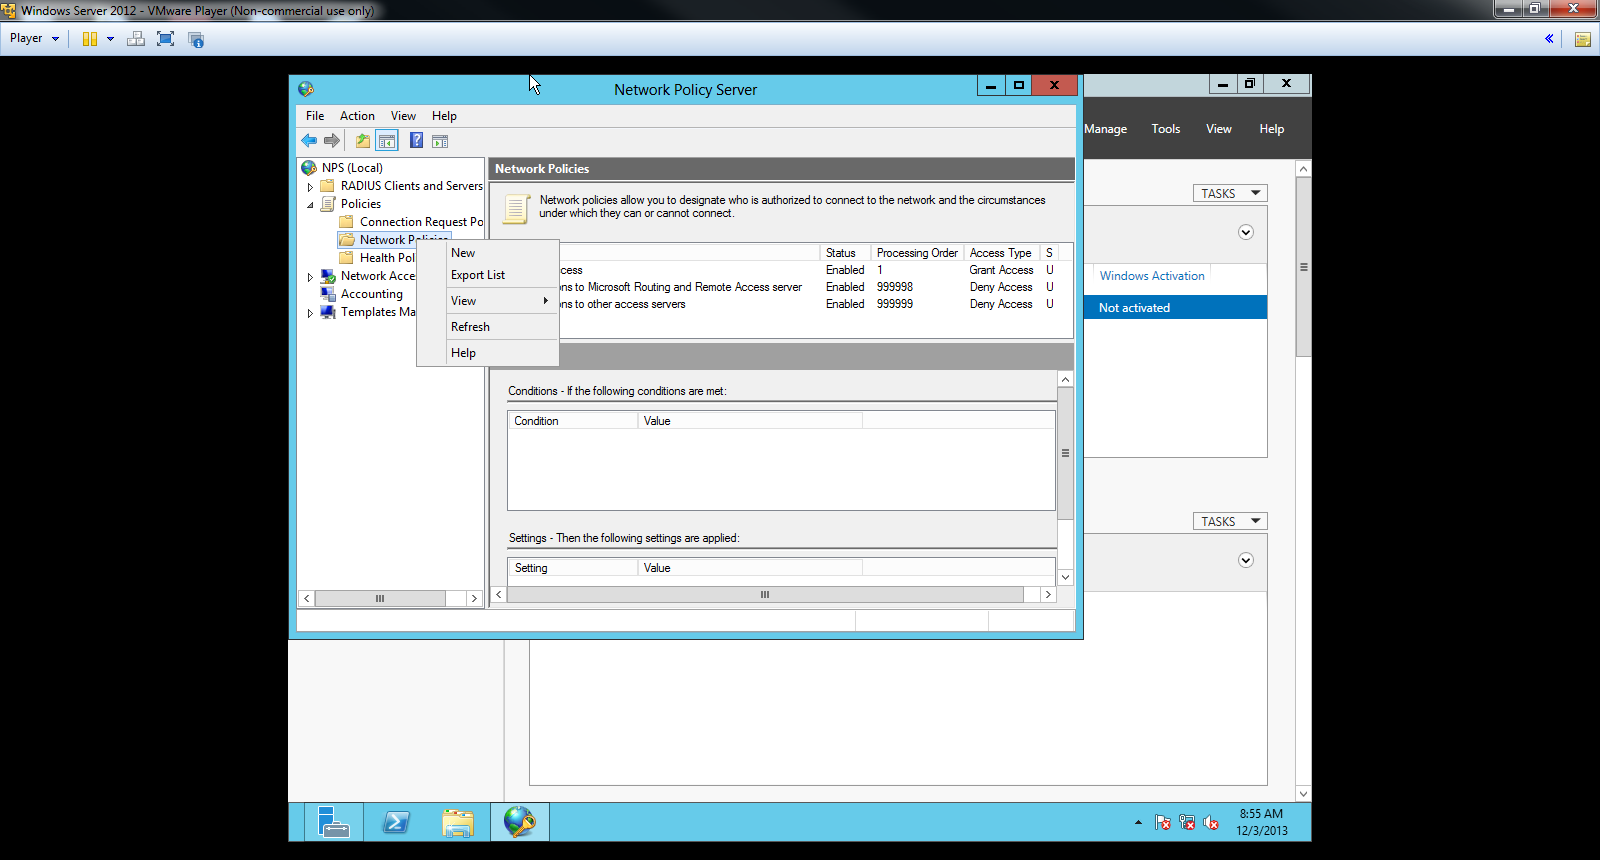 Windows Server 2012 - VMware Player (Non-commercial use only)
Player
Network Policy Server
File Action View Help
Manage Tools View Help
NPS (Local)
RADIUS Clients and Servers
Policies
Connection Request Po
Network Policies
Health Pol
Network Acce
Accounting
Templates Ma
New
Export List
View
Refresh
Help
Network Policies
Network policies allow you to designate who is authorized to connect to the network and the circumstances
under which they can or cannot connect.
Status Processing Order Access Type S
cess Enabled 1 Grant Access U
ons to Microsoft Routing and Remote Access server Enabled 999998 Deny Access U
ons to other access servers Enabled 999999 Deny Access U
Conditions - If the following conditions are met:
Condition Value
Settings - Then the following settings are applied:
Setting Value
TASKS
Windows Activation
Not activated
TASKS
8:55 AM
12/3/2013